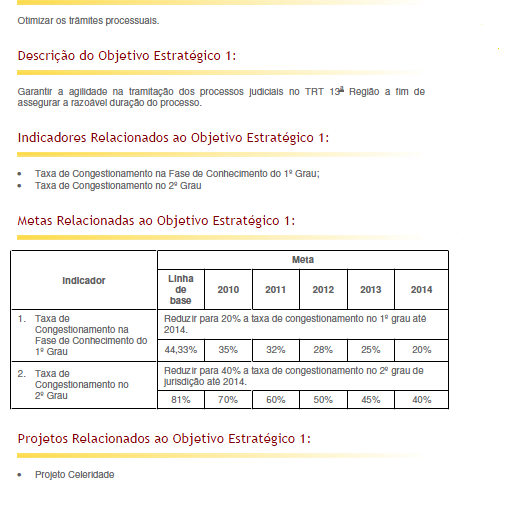 Otimizar os trâmites processuais.
Descrição do Objetivo Estratégico 1:
Garantir a agilidade na tramitação dos processos judiciais no TRT 13ª Região a fim de
assegurar a razoável duração do processo.
Indicadores Relacionados ao Objetivo Estratégico 1:
• Taxa de Congestionamento na Fase de Conhecimento do 1º Grau;
• Taxa de Congestionamento no 2º Grau
Metas Relacionadas ao Objetivo Estratégico 1:
Indicador
Meta
Linha
de
base
2010 2011 2012 2013 2014
1. Taxa de
Congestionamento na
Fase de Conhecimento do
1º Grau
Reduzir para 20% a taxa de congestionamento no 1º grau até
2014.
44,33% 35% 32% 28% 25% 20%
2. Taxa de
Congestionamento no
2º Grau
Reduzir para 40% a taxa de congestionamento no 2º grau de
jurisdição até 2014.
81% 70% 60% 50% 45% 40%
Projetos Relacionados ao Objetivo Estratégico 1:
• Projeto Celeridade